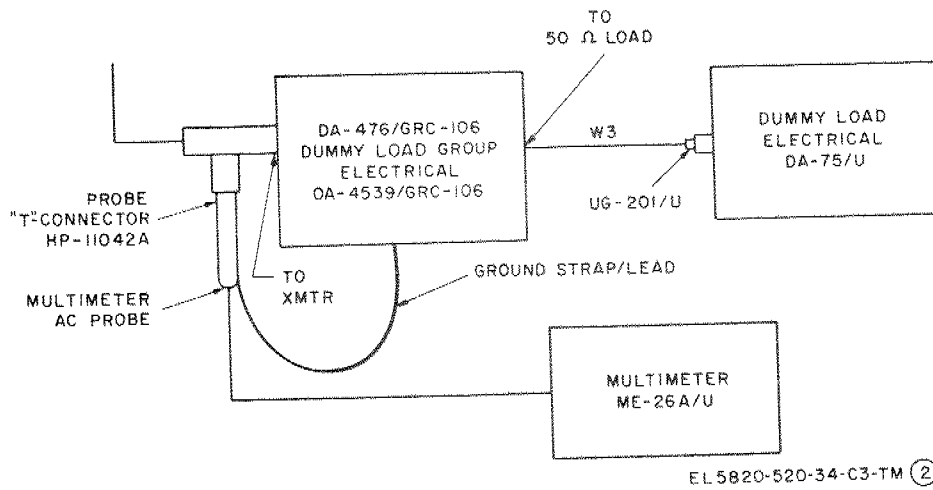 TO
50 Ω LOAD
DA-476/GRC-106
DUMMY LOAD GROUP
ELECTRICAL
OA-4539/GRC-106
W3
DUMMY LOAD
ELECTRICAL
DA-75/U
UG-201/U
PROBE
"T"-CONNECTOR
HP-11042A
TO
XMTR
GROUND STRAP/LEAD
MULTIMETER
AC PROBE
MULTIMETER
ME-26A/U
EL5820-520-34-C3-TM 2